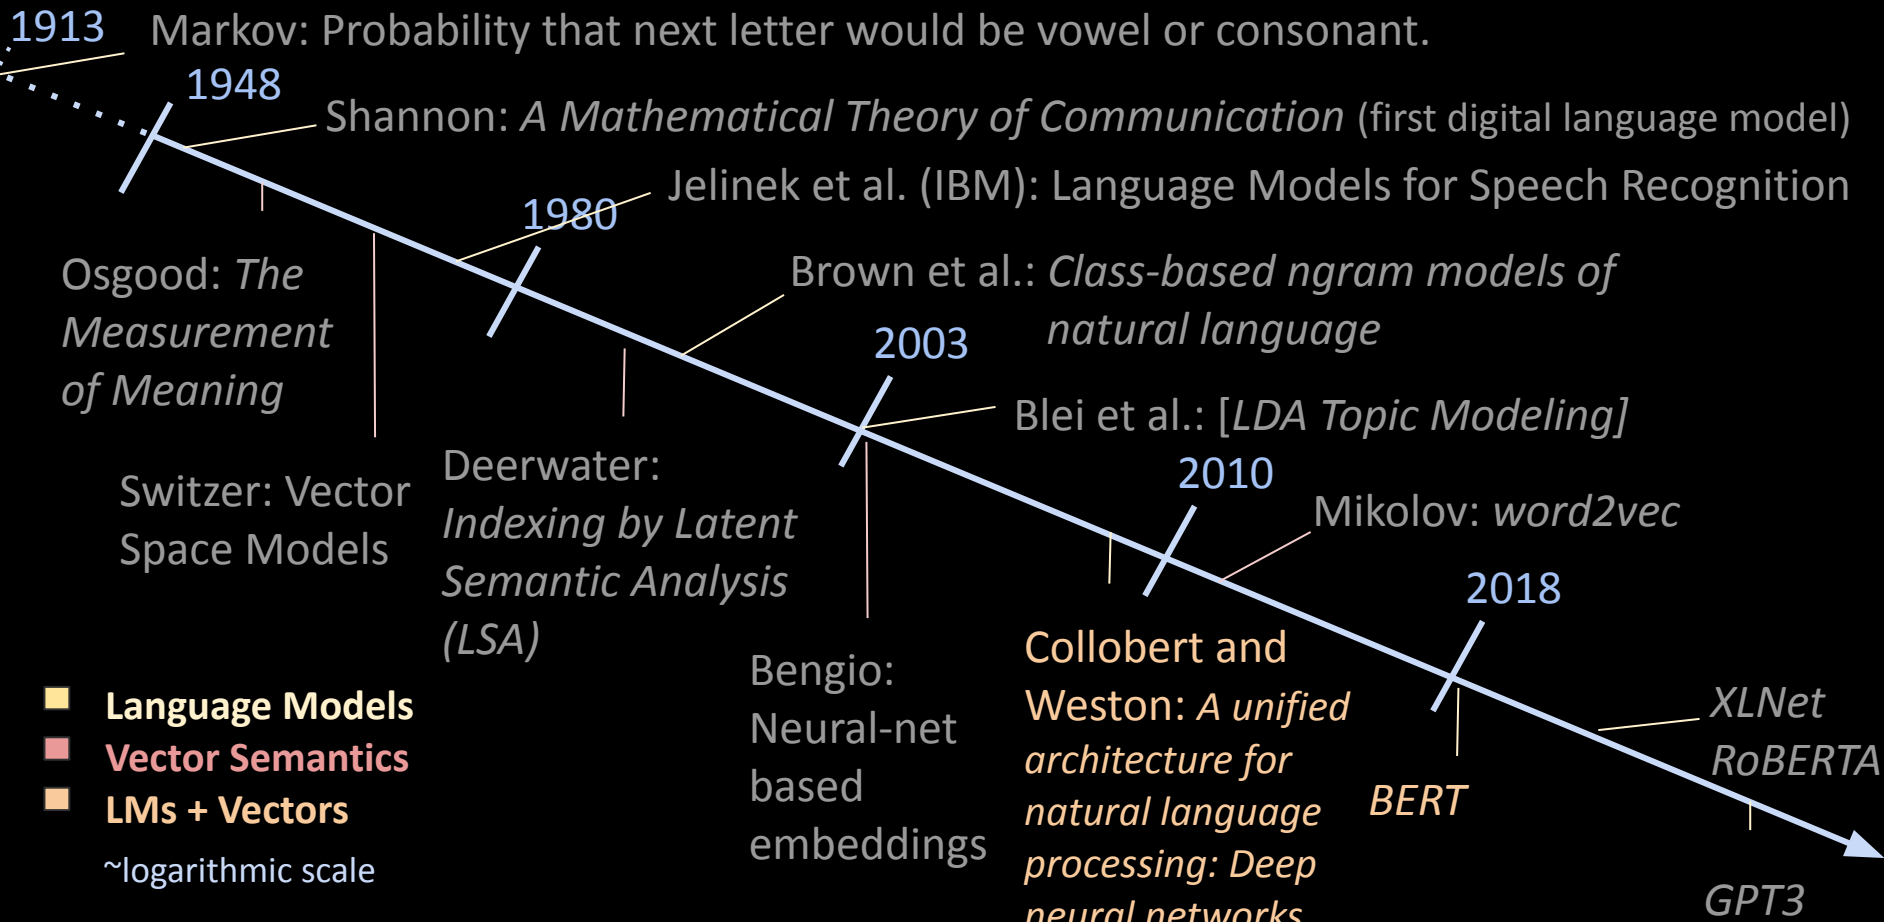 1913
Markov: Probability that next letter would be vowel or consonant.
1948
Shannon: A Mathematical Theory of Communication (first digital language model)
Jelinek et al. (IBM): Language Models for Speech Recognition
1980
Osgood: The
Measurement
of Meaning
Brown et al.: Class-based ngram models of
natural language
2003
Switzer: Vector
Space Models
Deerwater:
Indexing by Latent
Semantic Analysis
(LSA)
Blei et al.: [LDA Topic Modeling]
2010
Mikolov: word2vec
2018
Bengio:
Neural-net
based
embeddings
Collobert and
Weston: A unified
architecture for
natural language
processing: Deep
neural networks
BERT
XLNet
RoBERTA
GPT3
Language Models
Vector Semantics
LMs + Vectors
~logarithmic scale